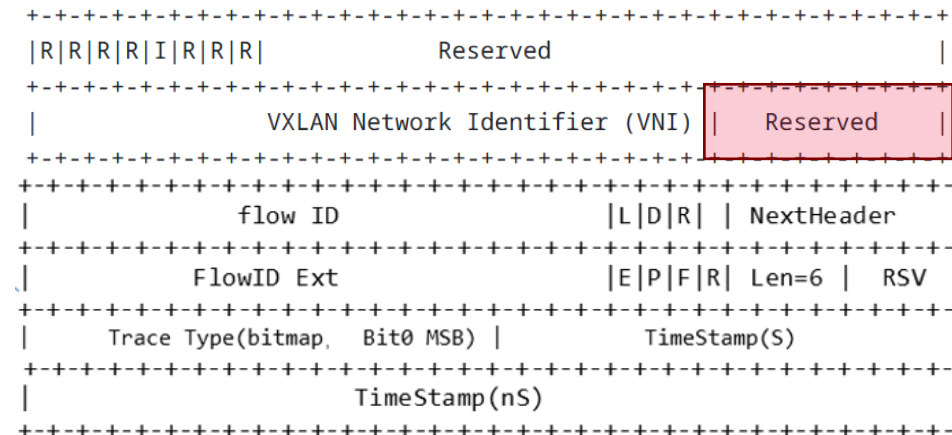 +-+-+-+-+-+-+-+-+-+-+-+-+-+-+-+-+-+-+-+-+-+-+-+-+-+-+-+-+-+-+-+-+
|R|R|R|R|I|R|R|R|            Reserved                           |
+-+-+-+-+-+-+-+-+-+-+-+-+-+-+-+-+-+-+-+-+-+-+-+-+-+-+-+-+-+-+-+-+
|                VXLAN Network Identifier (VNI) |   Reserved    |
+-+-+-+-+-+-+-+-+-+-+-+-+-+-+-+-+-+-+-+-+-+-+-+-+-+-+-+-+-+-+-+-+
+-+-+-+-+-+-+-+-+-+-+-+-+-+-+-+-+-+-+-+-+-+-+-+-+-+-+-+-+-+-+-+-
|              flow ID                  |L|D|R| | NextHeader
+-+-+-+-+-+-+-+-+-+-+-+-+-+-+-+-+-+-+-+-+-+-+-+-+-+-+-+-+-+-+-+-
|           FlowID Ext                  |E|P|F|R| Len=6 |  RSV
+-+-+-+-+-+-+-+-+-+-+-+-+-+-+-+-+-+-+-+-+-+-+-+-+-+-+-+-+-+-+-+-
|     Trace Type(bitmap,  Bit0 MSB) |         TimeStamp(S)
+-+-+-+-+-+-+-+-+-+-+-+-+-+-+-+-+-+-+-+-+-+-+-+-+-+-+-+-+-+-+-+-
|                      TimeStamp(nS)
+-+-+-+-+-+-+-+-+-+-+-+-+-+-+-+-+-+-+-+-+-+-+-+-+-+-+-+-+-+-+-+-